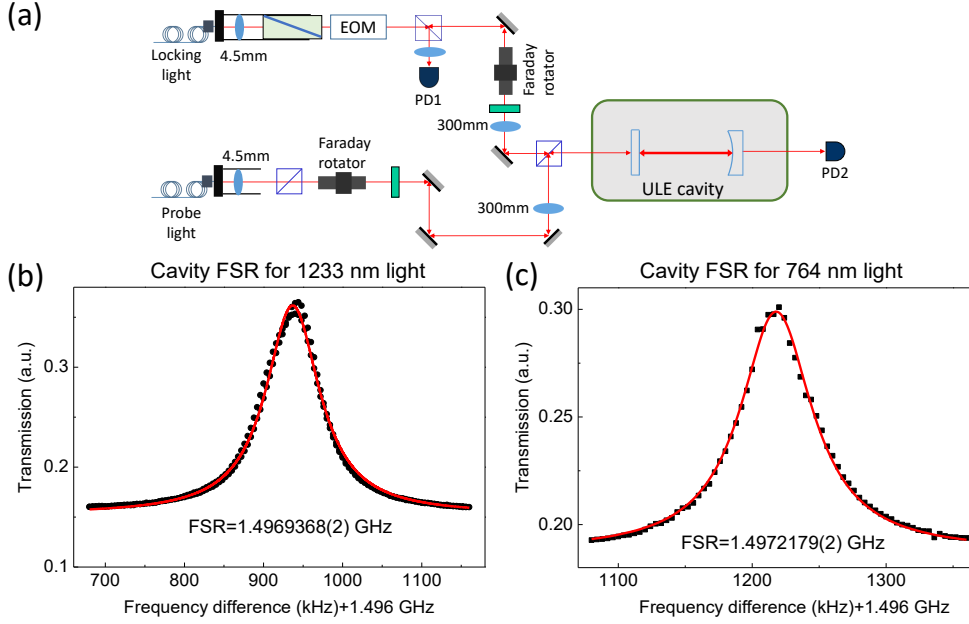 (a)
Locking
light
4.5mm
EOM
PD1
Faraday
rotator
300mm
ULE cavity
PD2
4.5mm
Faraday
rotator
Probe
light
300mm
(b)
Cavity FSR for 1233 nm light
Transmission (a.u.)
0.3
0.2
0.1
FSR=1.4969368(2) GHz
700 800 900 1000 1100
Frequency difference (kHz)+1.496 GHz
(c)
Cavity FSR for 764 nm light
Transmission (a.u.)
0.30
0.25
0.20
FSR=1.4972179(2) GHz
1100 1200 1300
Frequency difference (kHz)+1.496 GHz